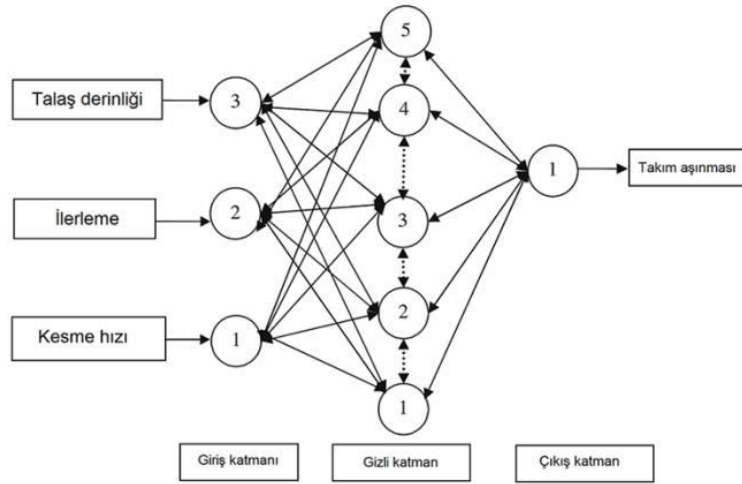 5
Talaş derinliği
3
4
İlerleme
2
3
1
Takım aşınması
Kesme hızı
1
2
1
Giriş katmanı
Gizli katman
Çıkış katman